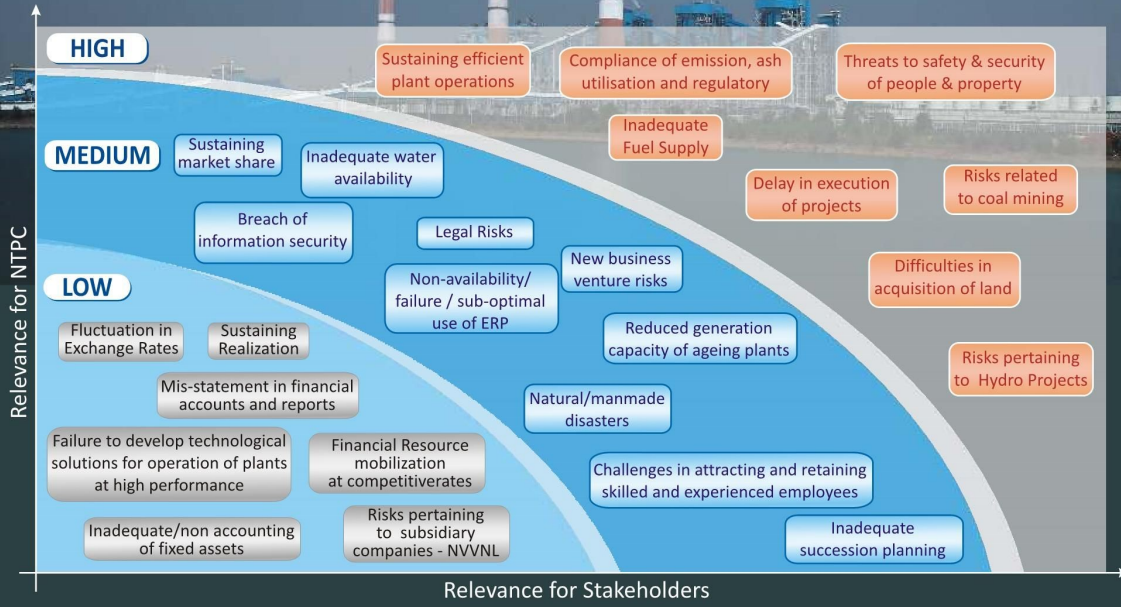 HIGH
Sustaining efficient
plant operations
Compliance of emission, ash
utilisation and regulatory
Threats to safety & security
of people & property
Inadequate
Fuel Supply
Delay in execution
of projects
Risks related
to coal mining
Difficulties in
acquisition of land
Risks pertaining
to Hydro Projects
MEDIUM
Sustaining
market share
Inadequate water
availability
Breach of
information security
Legal Risks
New business
venture risks
Non-availability/
failure / sub-optimal
use of ERP
Reduced generation
capacity of ageing plants
Natural/manmade
disasters
Challenges in attracting and retaining
skilled and experienced employees
Inadequate
succession planning
LOW
Fluctuation in
Exchange Rates
Sustaining
Realization
Mis-statement in financial
accounts and reports
Failure to develop technological
solutions for operation of plants
at high performance
Financial Resource
mobilization
at competitiverates
Inadequate/non accounting
of fixed assets
Risks pertaining
to subsidiary
companies - NVVNL
Relevance for NTPC
Relevance for Stakeholders